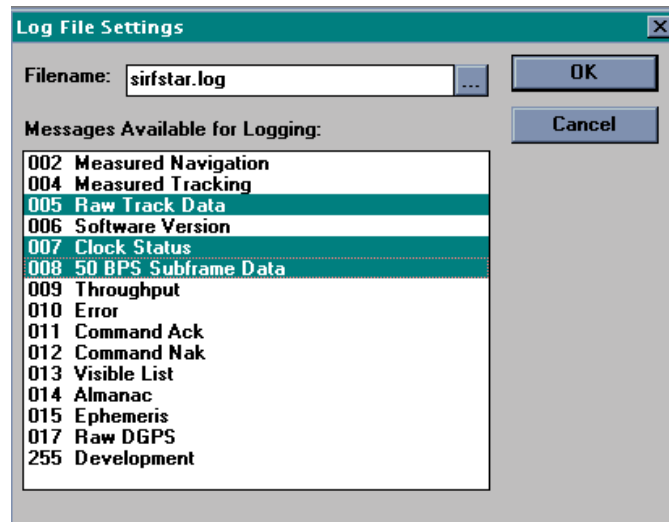 Log File Settings
Filename: sirfstar.log ... OK
Cancel
Messages Available for Logging:
002 Measured Navigation
004 Measured Tracking
005 Raw Track Data
006 Software Version
007 Clock Status
008 50 BPS Subframe Data
009 Throughput
010 Error
011 Command Ack
012 Command Nak
013 Visible List
014 Almanac
015 Ephemeris
017 Raw DGPS
255 Development